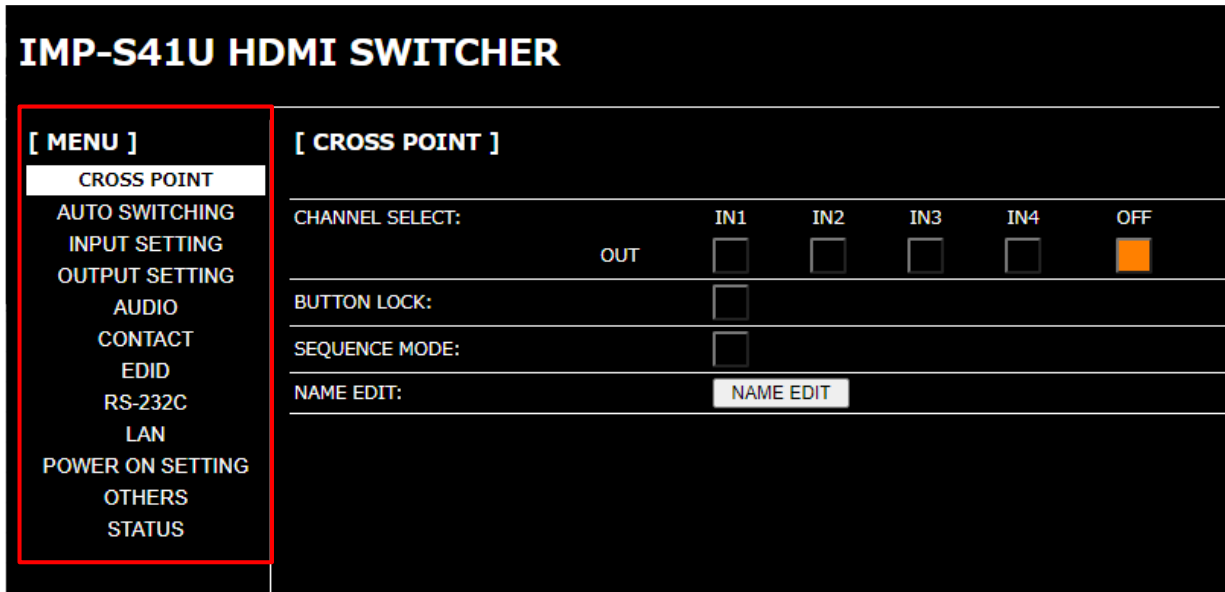 IMP-S41U HDMI SWITCHER
[ MENU ]
CROSS POINT
AUTO SWITCHING
INPUT SETTING
OUTPUT SETTING
AUDIO
CONTACT
EDID
RS-232C
LAN
POWER ON SETTING
OTHERS
STATUS
[ CROSS POINT ]
CHANNEL SELECT: IN1 IN2 IN3 IN4 OFF
OUT
BUTTON LOCK:
SEQUENCE MODE:
NAME EDIT: NAME EDIT